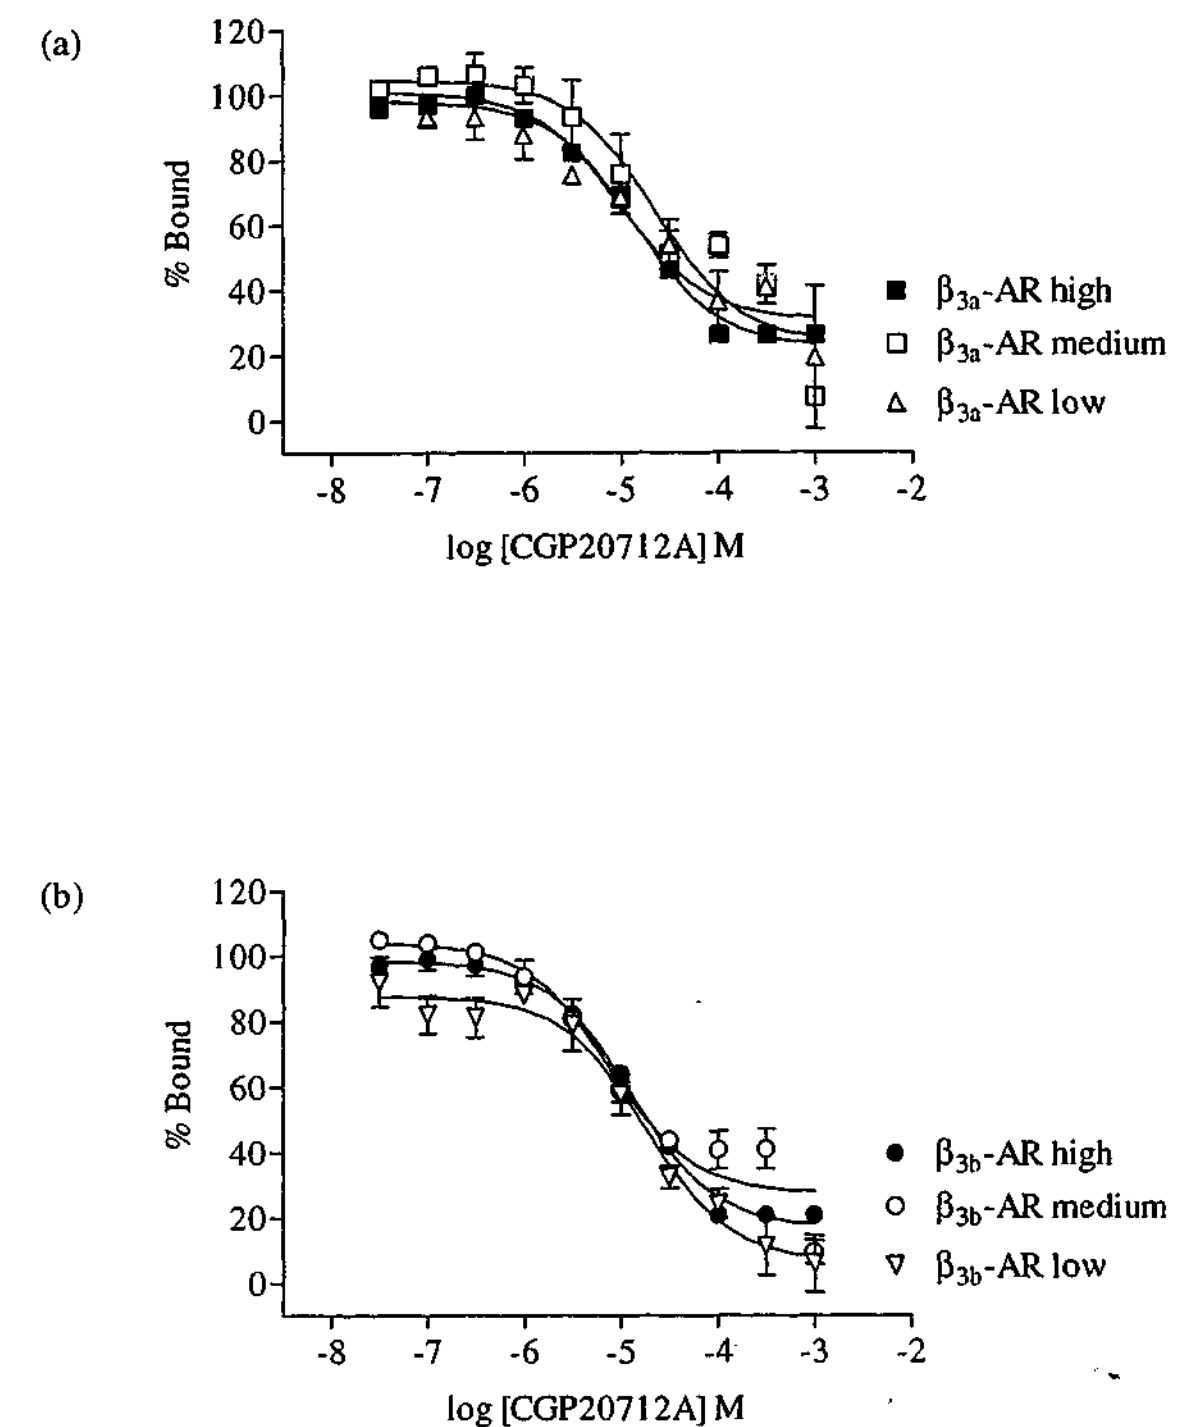 (a)
120
100
80
60
40
20
0
% Bound
-8 -7 -6 -5 -4 -3 -2
log [CGP20712A] M
β3a-AR high
β3a-AR medium
β3a-AR low
(b)
120
100
80
60
40
20
0
% Bound
-8 -7 -6 -5 -4 -3 -2
log [CGP20712A] M
β3b-AR high
β3b-AR medium
β3b-AR low